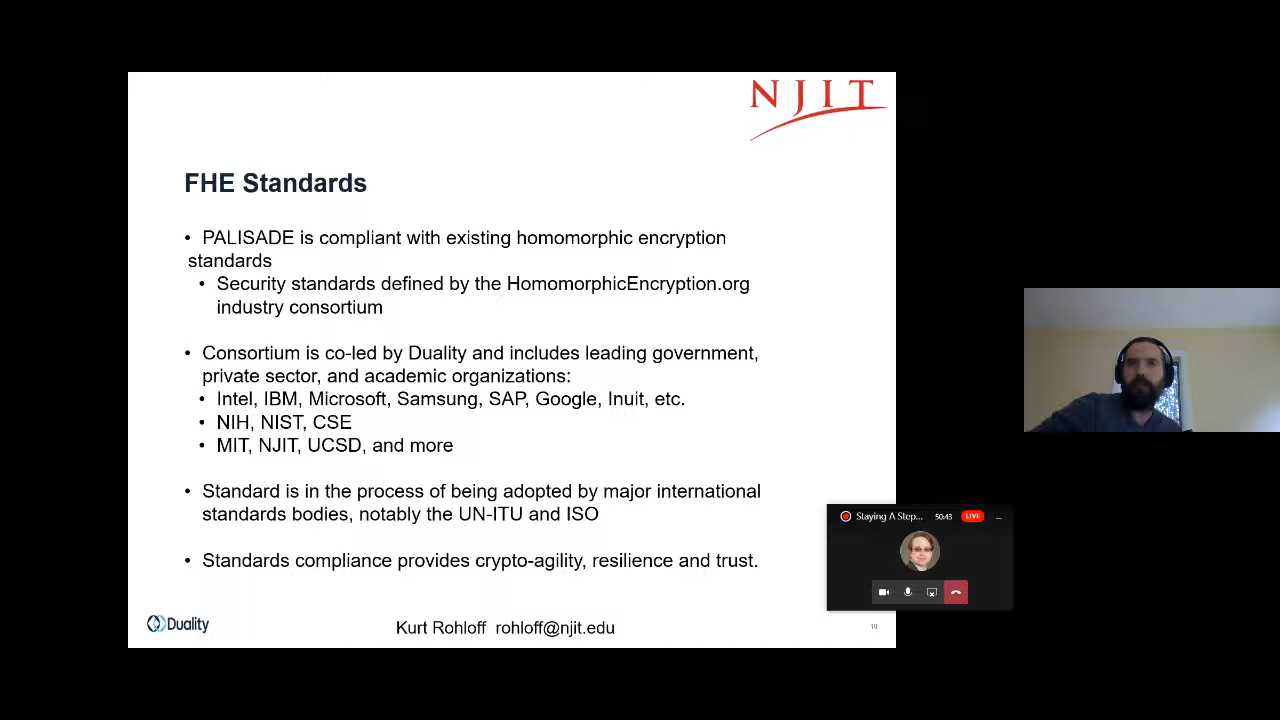 NJIT
FHE Standards
• PALISADE is compliant with existing homomorphic encryption
standards
• Security standards defined by the HomomorphicEncryption.org
industry consortium
• Consortium is co-led by Duality and includes leading government,
private sector, and academic organizations:
• Intel, IBM, Microsoft, Samsung, SAP, Google, Inuit, etc.
• NIH, NIST, CSE
• MIT, NJIT, UCSD, and more
• Standard is in the process of being adopted by major international
standards bodies, notably the UN-ITU and ISO
• Standards compliance provides crypto-agility, resilience and trust.
Staying A Step... 50:43 LIVE ...
Duality
Kurt Rohloff rohloff@njit.edu
10